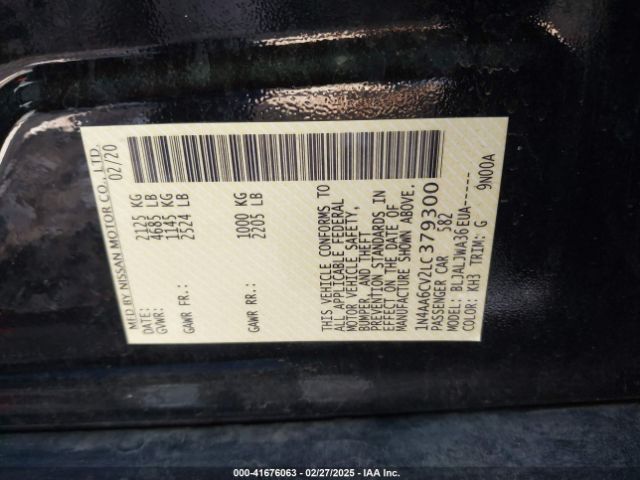 MFD BY NISSAN MOTOR CO., LTD.
DATE: 02/20
GVWR: 2125 KG
4685 LB
GAWR FR: 1145 KG
2524 LB
GAWR RR: 1000 KG
2205 LB
THIS VEHICLE CONFORMS TO
ALL APPLICABLE FEDERAL
MOTOR VEHICLE SAFETY,
BUMPER, AND THEFT
PREVENTION STANDARDS IN
EFFECT ON THE DATE OF
MANUFACTURE SHOWN ABOVE.
1N4AA6CV2LC379300
PASSENGER CAR 582
MODEL: BLJALJWA36EUA-----
COLOR: KH3 TRIM: G 9N00A
000-41676063 - 02/27/2025 - IAA Inc.